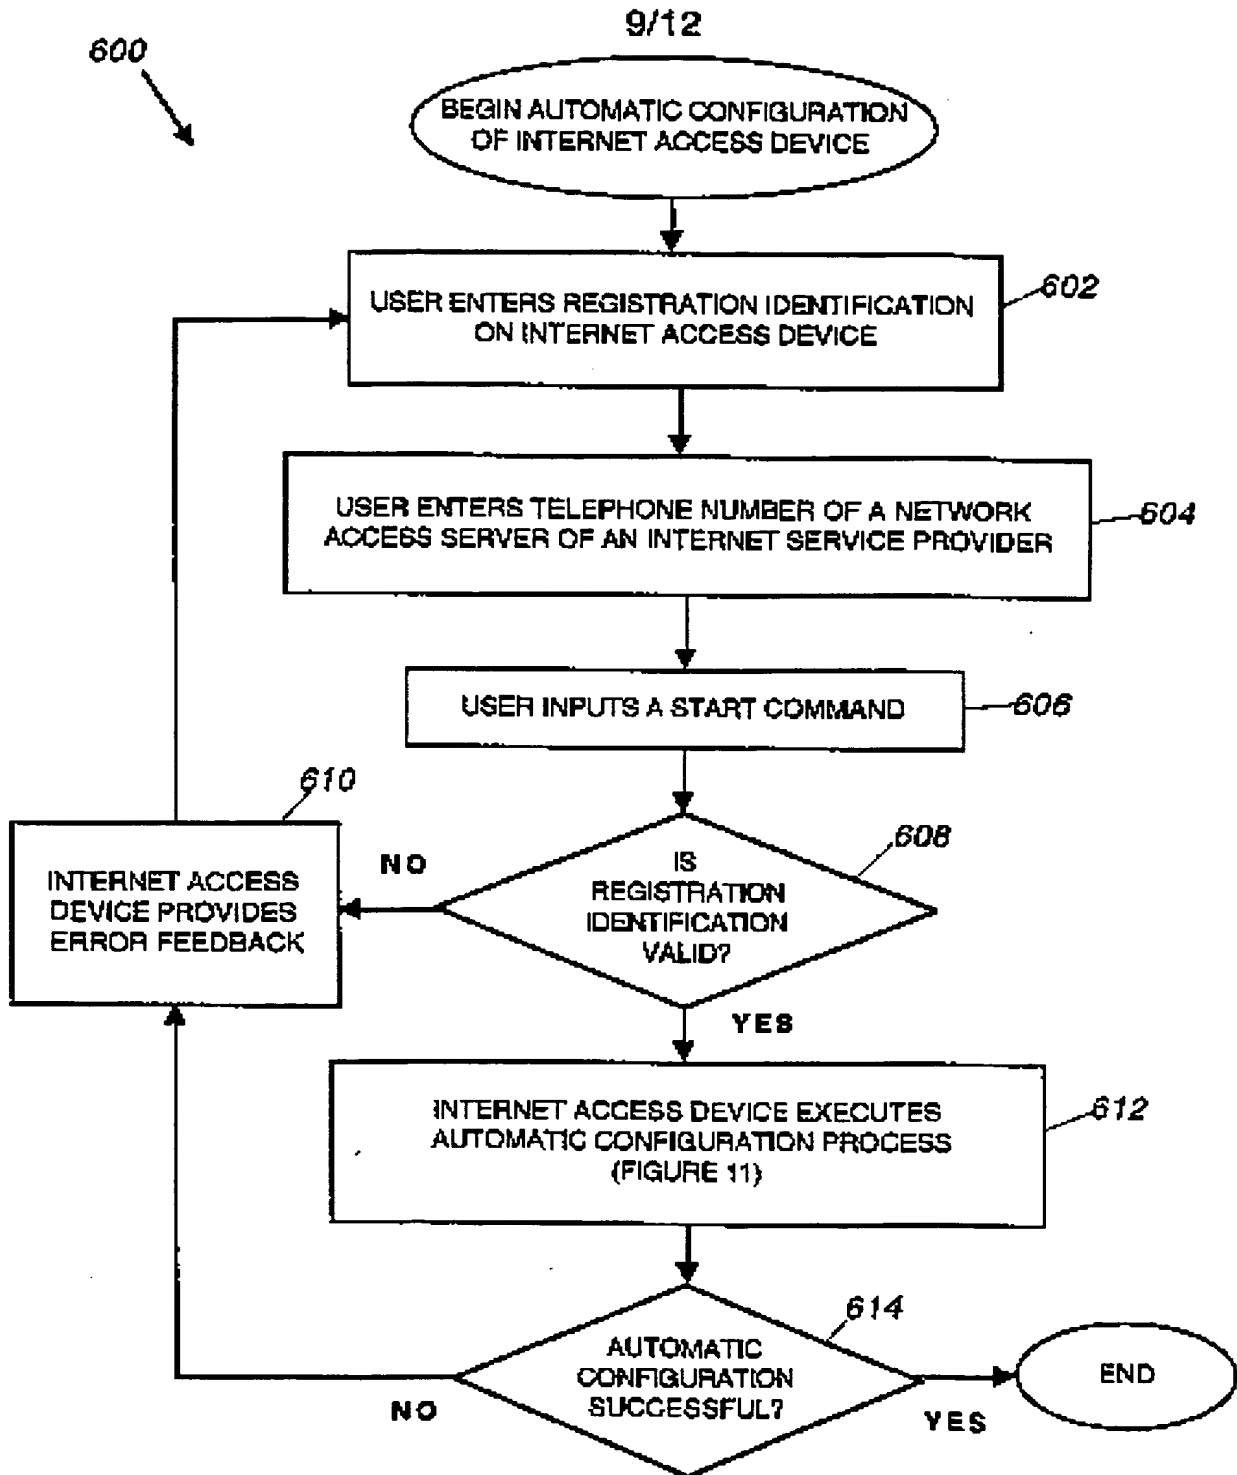 9/12
600
BEGIN AUTOMATIC CONFIGURATION
OF INTERNET ACCESS DEVICE
USER ENTERS REGISTRATION IDENTIFICATION
ON INTERNET ACCESS DEVICE
602
USER ENTERS TELEPHONE NUMBER OF A NETWORK
ACCESS SERVER OF AN INTERNET SERVICE PROVIDER
604
USER INPUTS A START COMMAND
606
610
INTERNET ACCESS
DEVICE PROVIDES
ERROR FEEDBACK
NO
608
IS
REGISTRATION
IDENTIFICATION
VALID?
YES
INTERNET ACCESS DEVICE EXECUTES
AUTOMATIC CONFIGURATION PROCESS
(FIGURE 11)
612
614
AUTOMATIC
CONFIGURATION
SUCCESSFUL?
NO
YES
END